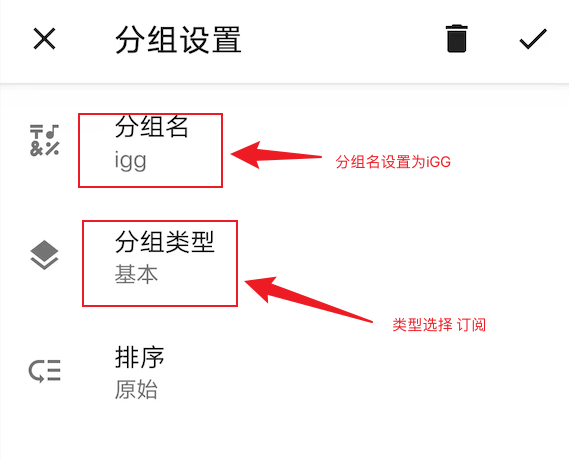 分组设置
分组名
igg
分组名设置为iGG
分组类型
基本
类型选择 订阅
排序
原始